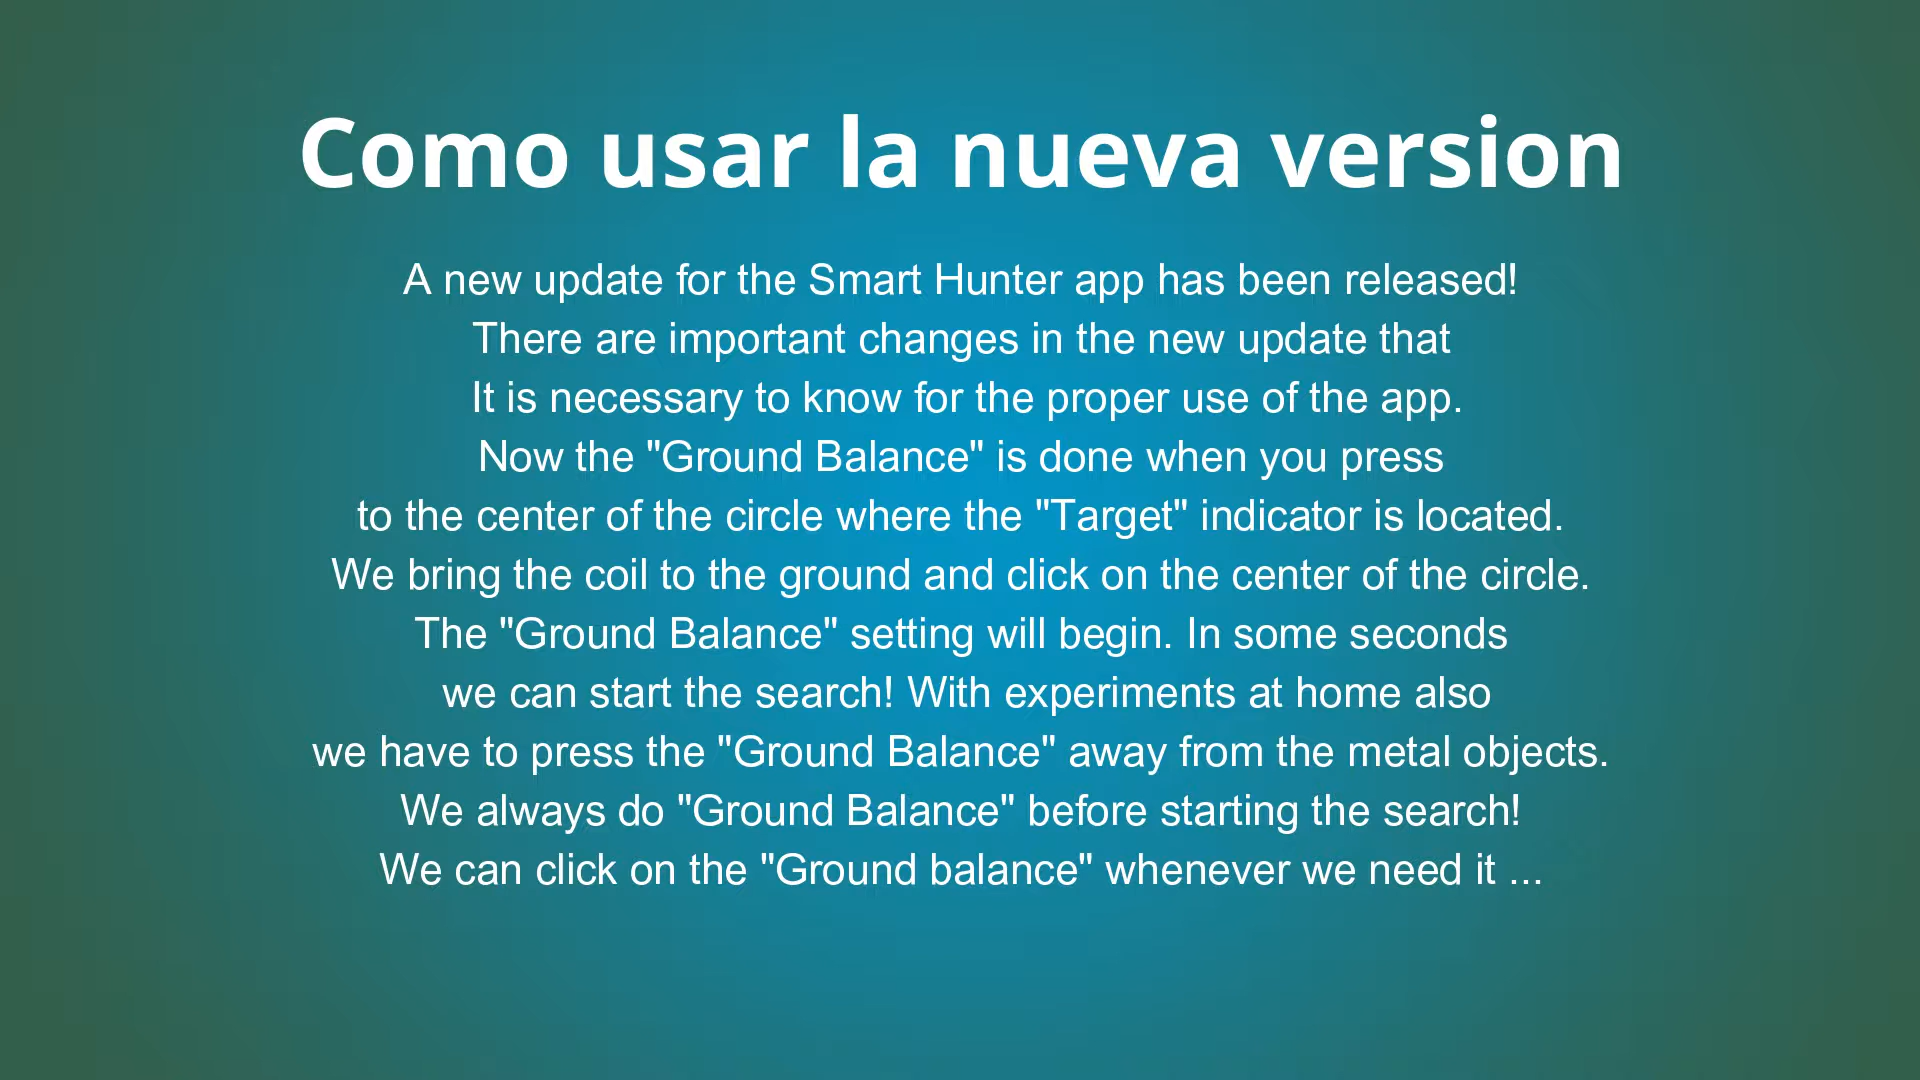 Como usar la nueva version
A new update for the Smart Hunter app has been released!
There are important changes in the new update that
It is necessary to know for the proper use of the app.
Now the "Ground Balance" is done when you press
to the center of the circle where the "Target" indicator is located.
We bring the coil to the ground and click on the center of the circle.
The "Ground Balance" setting will begin. In some seconds
we can start the search! With experiments at home also
we have to press the "Ground Balance" away from the metal objects.
We always do "Ground Balance" before starting the search!
We can click on the "Ground balance" whenever we need it ...